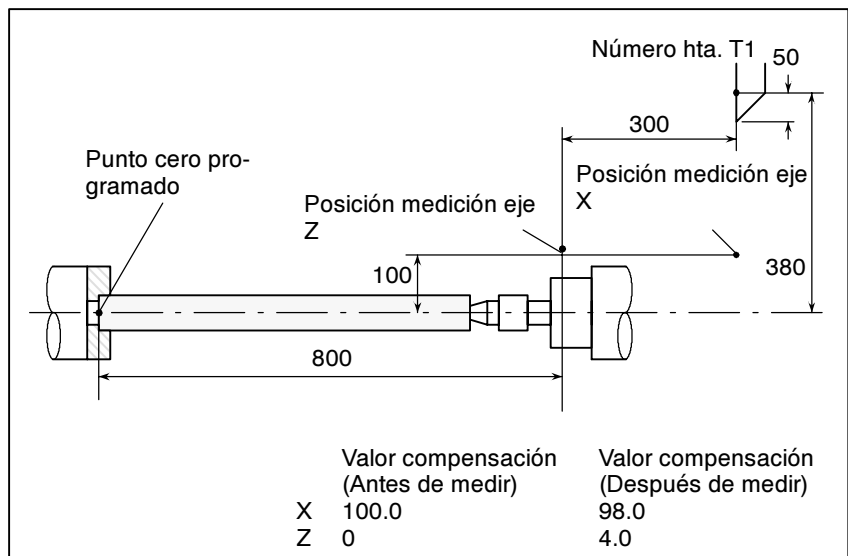 Número hta. T1
50
300
Punto cero pro-
gramado
Posición medición eje
Z
Posición medición eje
X
100
380
800
Valor compensación
(Antes de medir)
Valor compensación
(Después de medir)
X 100.0 98.0
Z 0 4.0